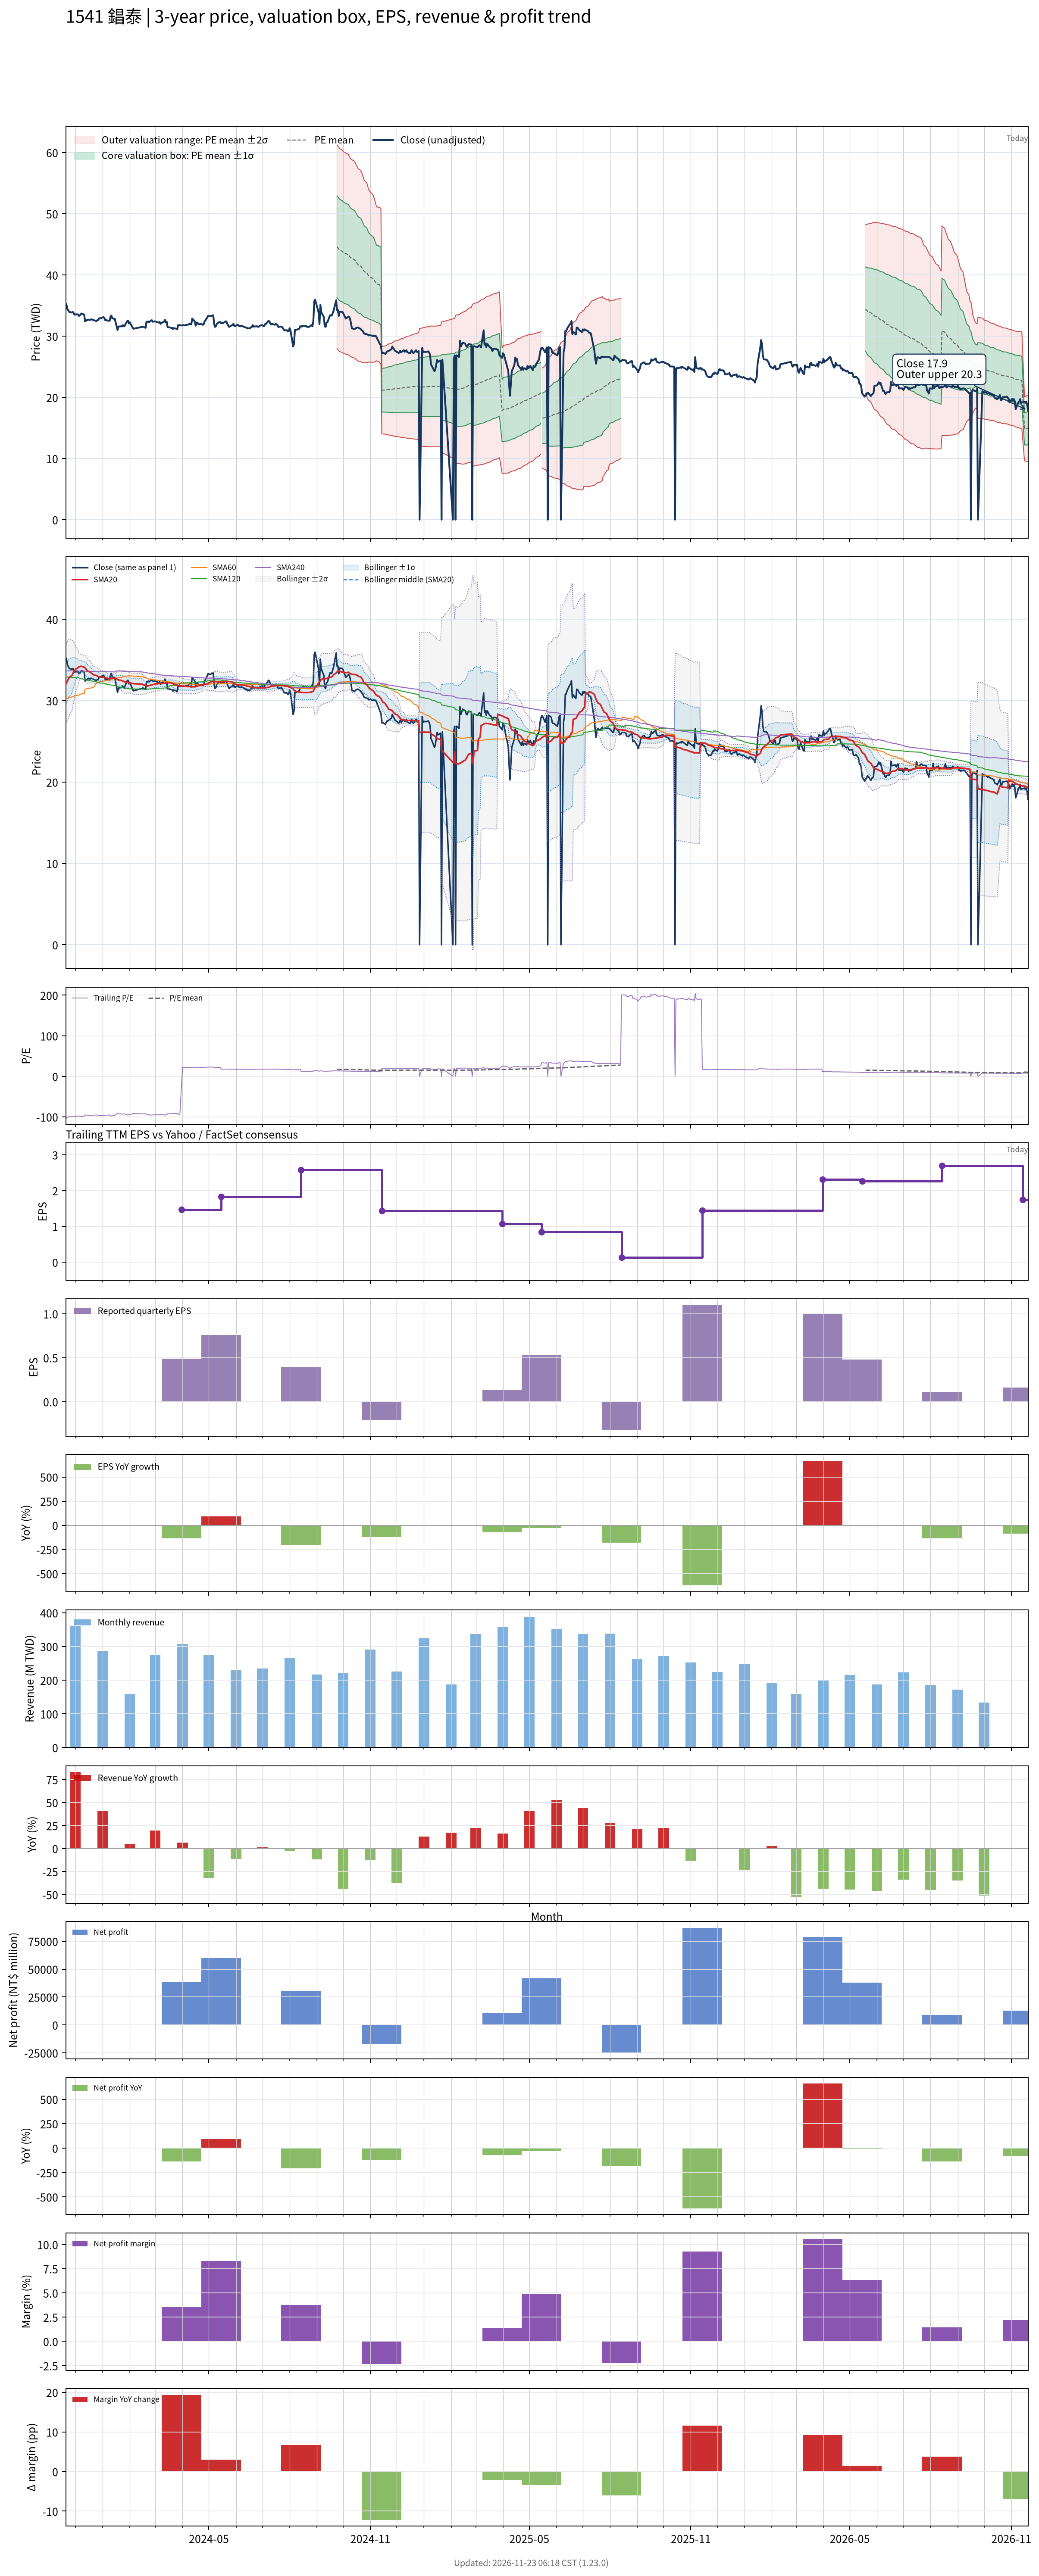 1541 錩泰 | 3-year price, valuation box, EPS, revenue & profit trend
Outer valuation range: PE mean ±2σ
PE mean
Close (unadjusted)
Core valuation box: PE mean ±1σ
Today
Price (TWD)
60
50
40
30
20
10
0
Close 17.9
Outer upper 20.3
Close (same as panel 1)
SMA20
SMA60
SMA120
SMA240
Bollinger ±2σ
Bollinger ±1σ
Bollinger middle (SMA20)
Price
40
30
20
10
0
Trailing P/E
P/E mean
P/E
200
100
0
-100
Trailing TTM EPS vs Yahoo / FactSet consensus
Today
EPS
3
2
1
0
Reported quarterly EPS
EPS
1.0
0.5
0.0
EPS YoY growth
YoY (%)
500
250
0
-250
-500
Monthly revenue
Revenue (M TWD)
400
300
200
100
0
Revenue YoY growth
YoY (%)
75
50
25
0
-25
-50
Month
Net profit
Net profit (NT$ million)
75000
50000
25000
0
-25000
Net profit YoY
YoY (%)
500
250
0
-250
-500
Net profit margin
Margin (%)
10.0
7.5
5.0
2.5
0.0
-2.5
Margin YoY change
Δ margin (pp)
20
10
0
-10
2024-05
2024-11
2025-05
2025-11
2026-05
2026-11
Updated: 2026-11-23 06:18 CST (1.23.0)